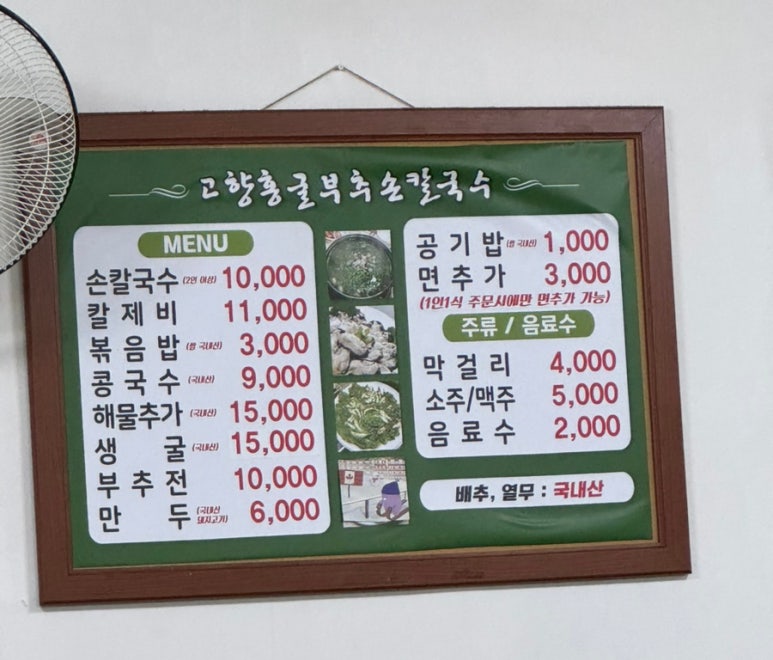 고향홍굴부추손칼국수
MENU
손칼국수 (2인 이상) 10,000
칼제비 11,000
볶음밥 (쌀 국내산) 3,000
콩국수 (국내산) 9,000
해물추가 (국내산) 15,000
생굴 (국내산) 15,000
부추전 10,000
만두 (국내산 돼지고기) 6,000
공기밥 (쌀 국내산) 1,000
면추가 3,000
(1인1식 주문시에만 면추가 가능)
주류 / 음료수
막걸리 4,000
소주/맥주 5,000
음료수 2,000
배추, 열무 : 국내산